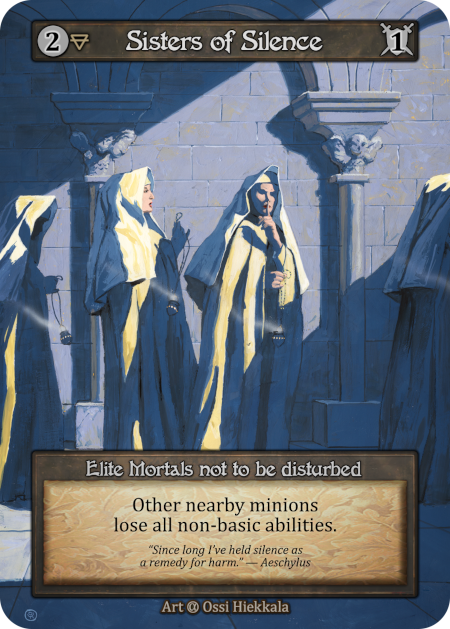 2 Sisters of Silence 1
Elite Mortals not to be disturbed
Other nearby minions
lose all non-basic abilities.
“Since long I've held silence as
a remedy for harm.” — Aeschylus
Art @ Ossi Hiekkala